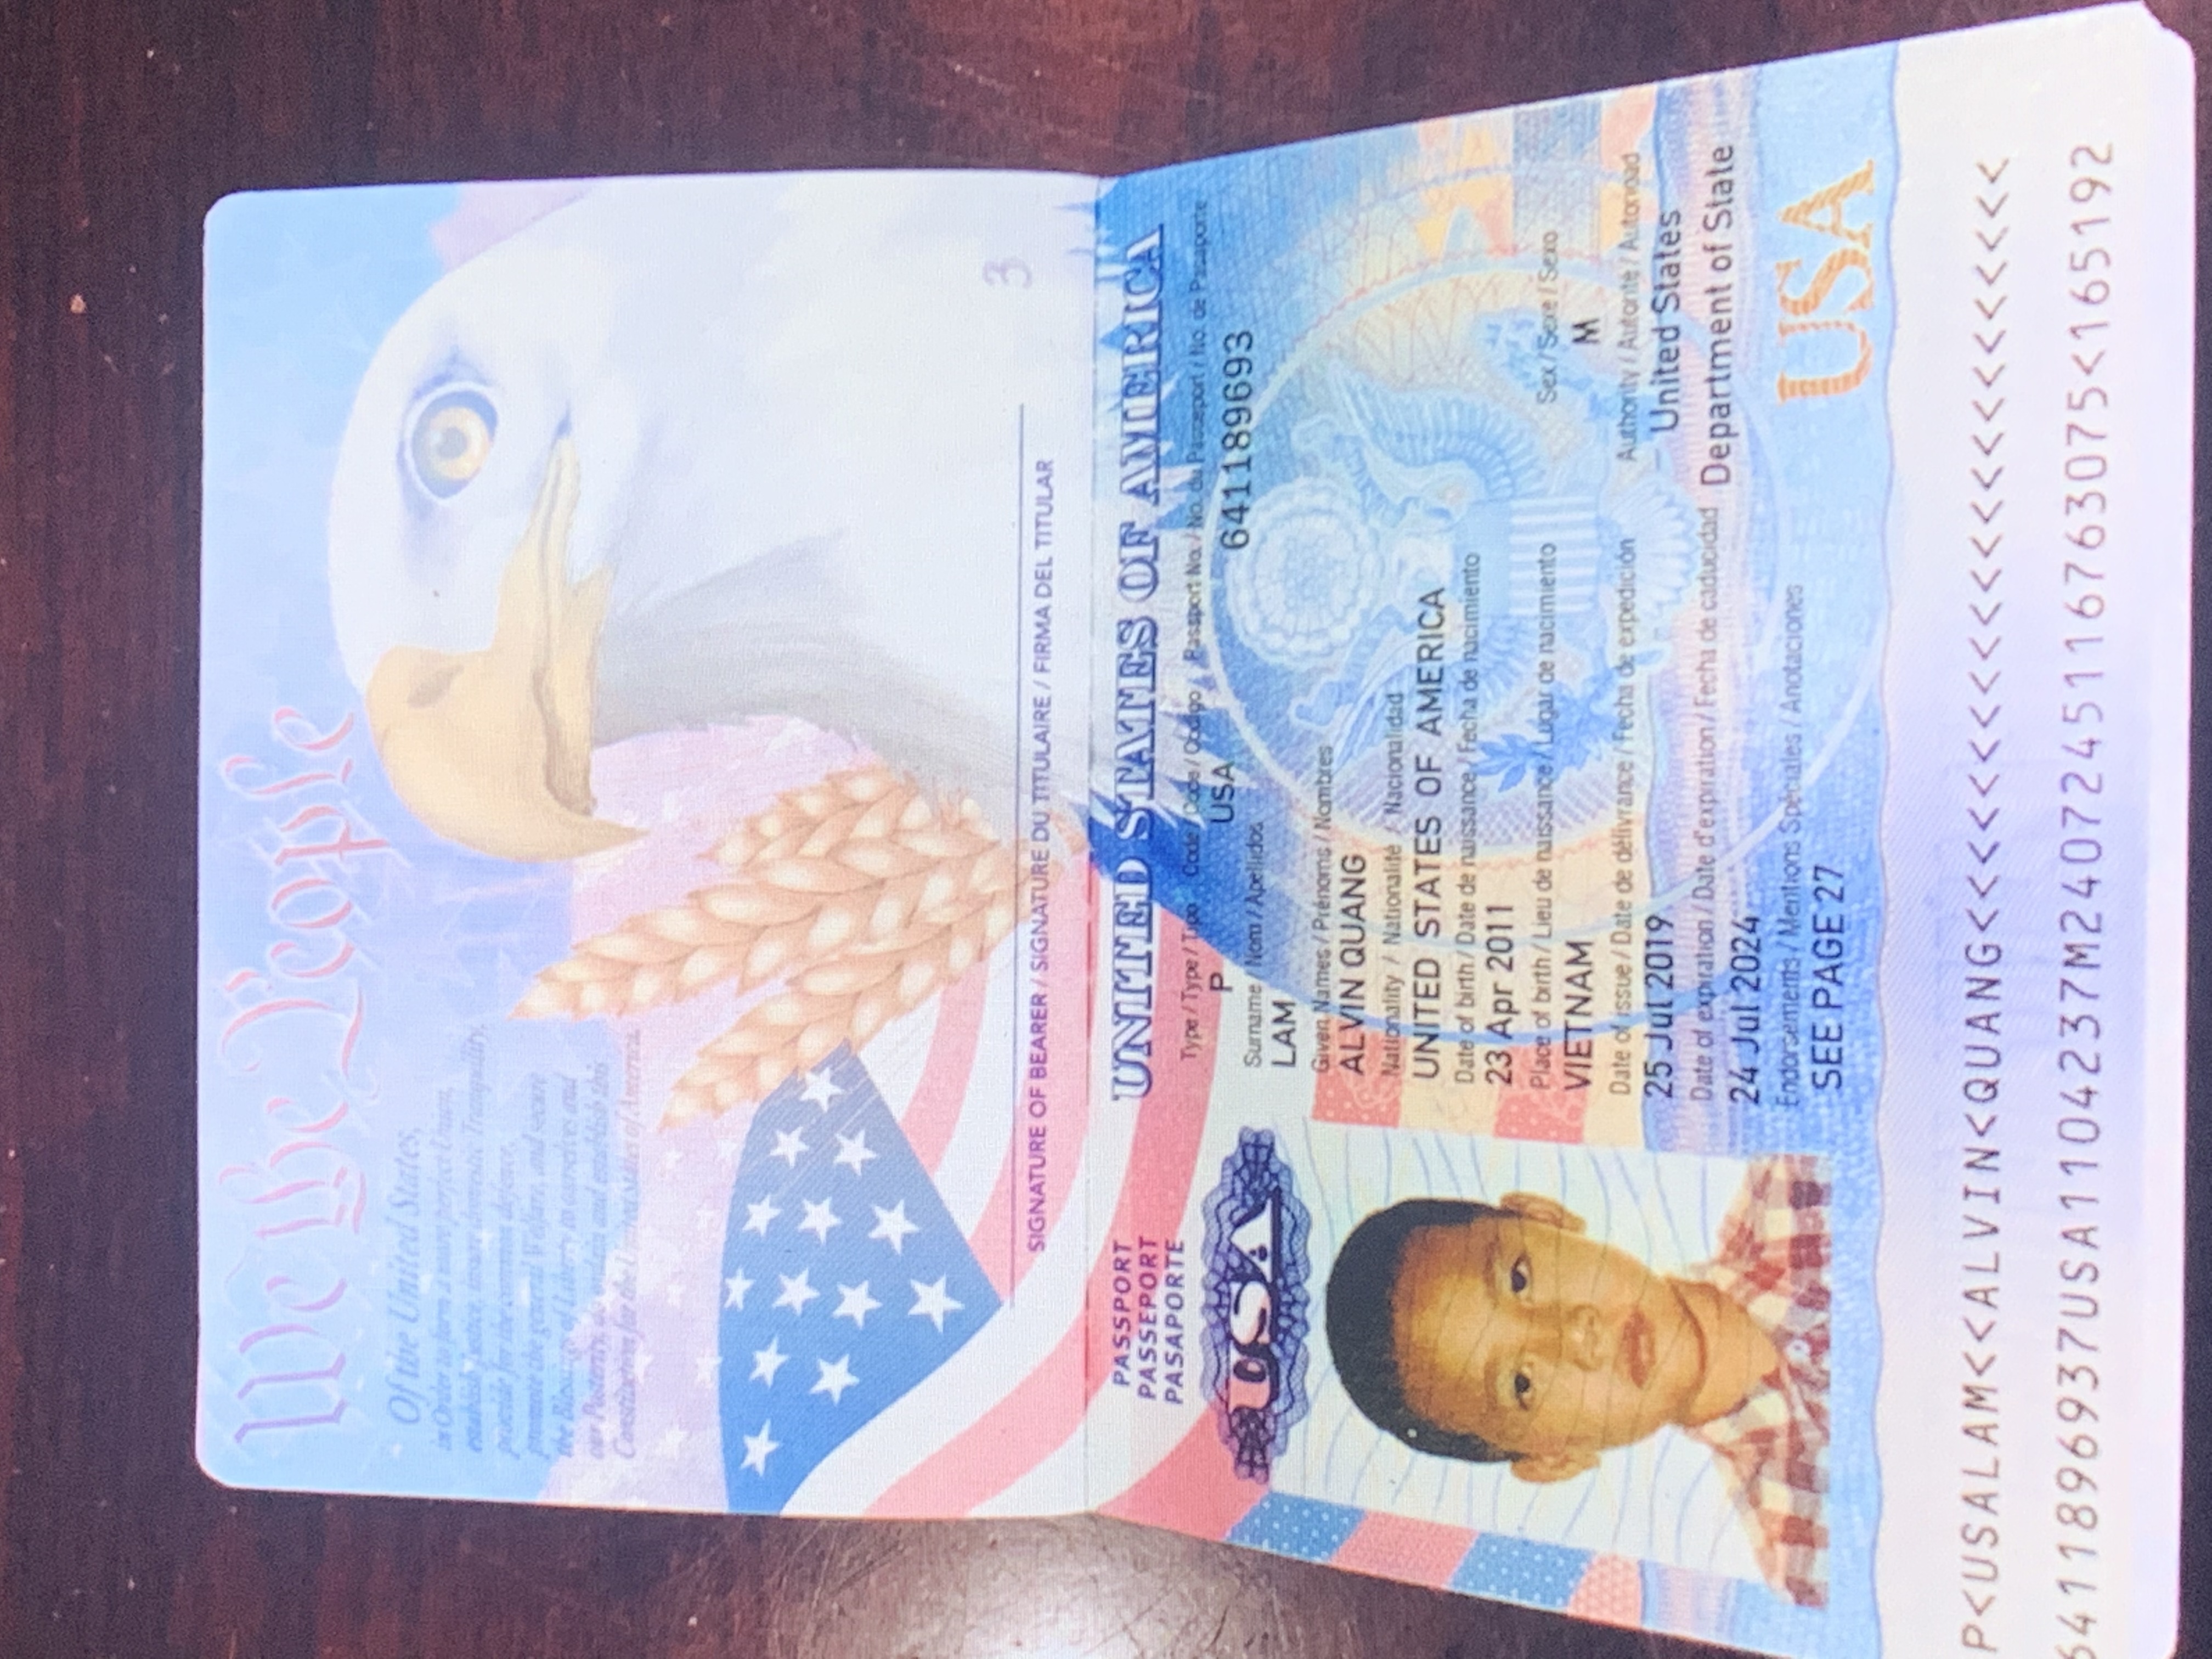 We the People
Of the United States,
in Order to form a more perfect Union,
establish Justice, insure domestic Tranquility,
provide for the common defence,
promote the general Welfare, and secure
the Blessings of Liberty to ourselves and
our Posterity, do ordain and establish this
Constitution for the United States of America.
3
SIGNATURE OF BEARER / SIGNATURE DU TITULAIRE / FIRMA DEL TITULAR
PASSPORT
PASSEPORT
PASAPORTE
USA
UNITED STATES OF AMERICA
Type / Type / Tipo Code / Code / Codigo Passport No. / No. du Passeport / No. de Pasaporte
P USA 641189693
Surname / Nom / Apellidos
LAM
Given Names / Prénoms / Nombres
ALVIN QUANG
Nationality / Nationalité / Nacionalidad
UNITED STATES OF AMERICA
Date of birth / Date de naissance / Fecha de nacimiento
23 Apr 2011
Place of birth / Lieu de naissance / Lugar de nacimiento Sex / Sexe / Sexo
VIETNAM M
Date of issue / Date de délivrance / Fecha de expedición Authority / Autorité / Autoridad
25 Jul 2019 United States
Date of expiration / Date d'expiration / Fecha de caducidad Department of State
24 Jul 2024
Endorsements / Mentions Spéciales / Anotaciones
SEE PAGE 27
USA
P<USALAM<<ALVIN<QUANG<<<<<<<<<<<<<<<<<<<<<<<
6411896937USA1104237M2407245116763075<165192